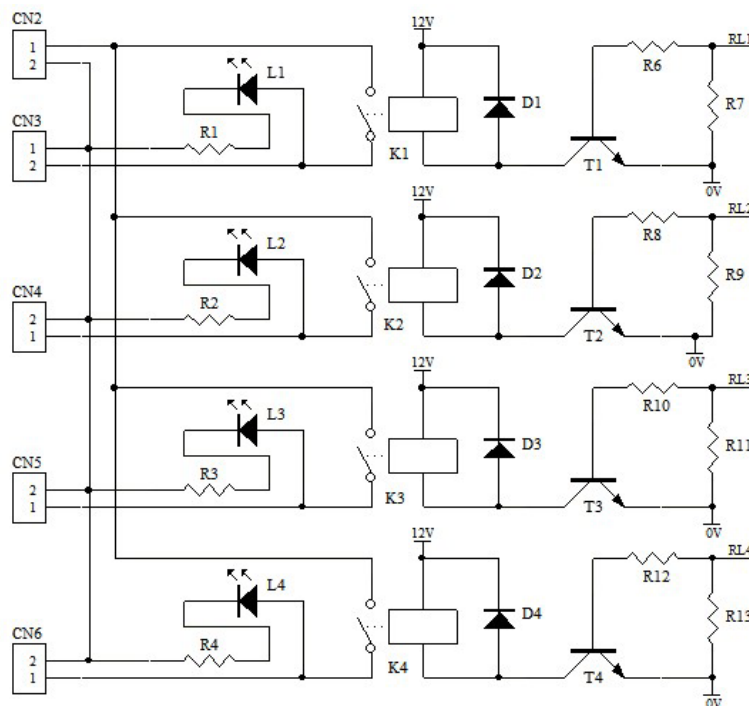 CN2
12V
RL1
1
2
L1
R6
D1
R7
CN3
1
2
R1
K1
T1
0V
12V
RL2
L2
R8
D2
R9
CN4
2
1
R2
K2
T2
0V
12V
RL3
L3
R10
D3
R11
CN5
2
1
R3
K3
T3
0V
12V
RL4
L4
R12
D4
R13
CN6
2
1
R4
K4
T4
0V